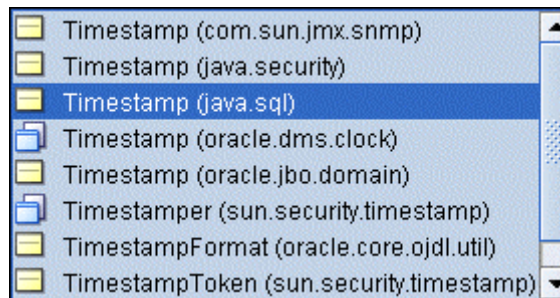 Timestamp (com.sun.jmx.snmp)
Timestamp (java.security)
Timestamp (java.sql)
Timestamp (oracle.dms.clock)
Timestamp (oracle.jbo.domain)
Timestamper (sun.security.timestamp)
TimestampFormat (oracle.core.ojdl.util)
TimestampToken (sun.security.timestamp)